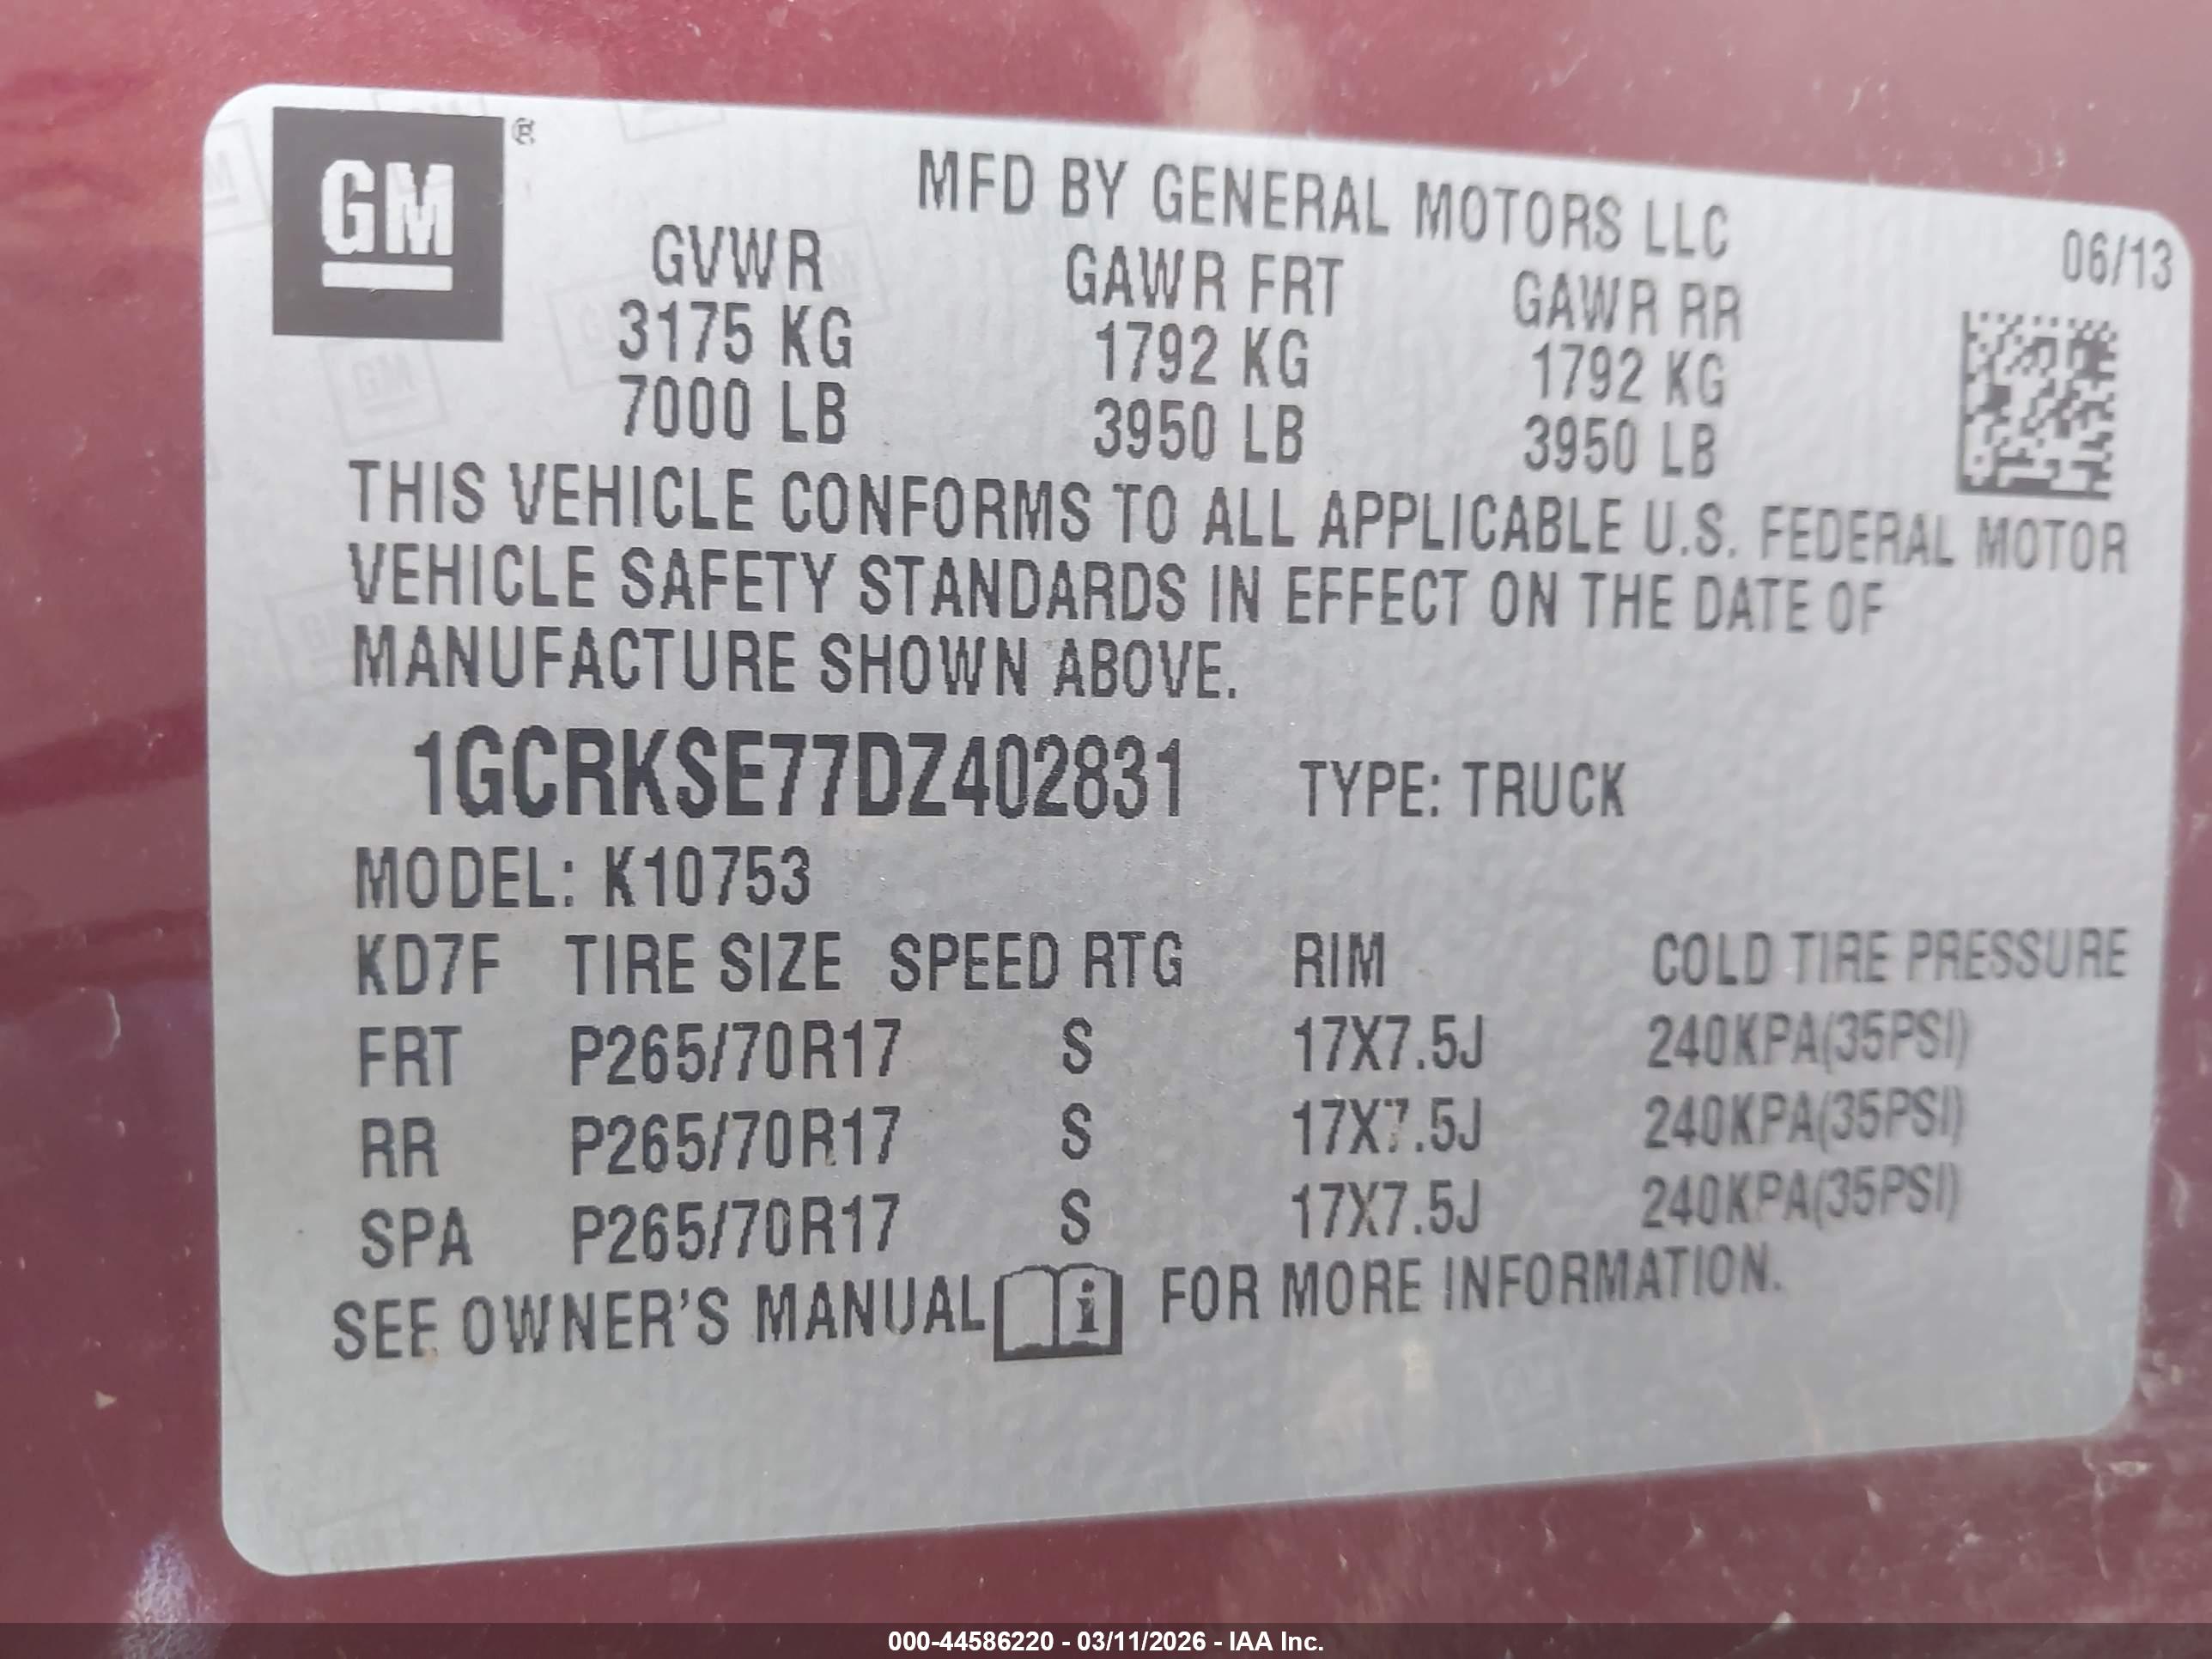 GM®
MFD BY GENERAL MOTORS LLC
06/13
GVWR GAWR FRT GAWR RR
3175 KG 1792 KG 1792 KG
7000 LB 3950 LB 3950 LB
THIS VEHICLE CONFORMS TO ALL APPLICABLE U.S. FEDERAL MOTOR
VEHICLE SAFETY STANDARDS IN EFFECT ON THE DATE OF
MANUFACTURE SHOWN ABOVE.
1GCRKSE77DZ402831 TYPE: TRUCK
MODEL: K10753
KD7F TIRE SIZE SPEED RTG RIM COLD TIRE PRESSURE
FRT P265/70R17 S 17X7.5J 240KPA(35PSI)
RR P265/70R17 S 17X7.5J 240KPA(35PSI)
SPA P265/70R17 S 17X7.5J 240KPA(35PSI)
SEE OWNER'S MANUAL i FOR MORE INFORMATION.
000-44586220 - 03/11/2026 - IAA Inc.